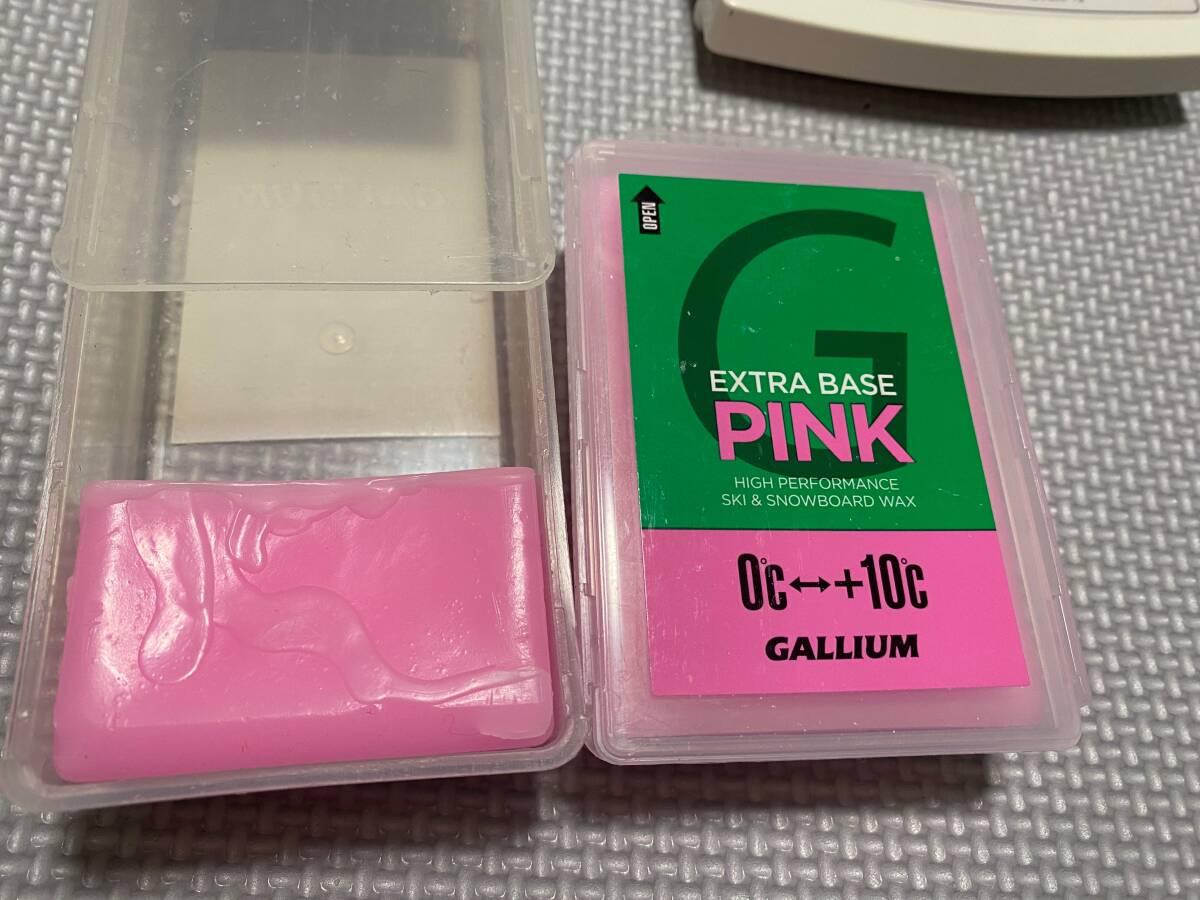 OPEN
G
EXTRA BASE
PINK
HIGH PERFORMANCE
SKI & SNOWBOARD WAX
0℃↔+10℃
GALLIUM